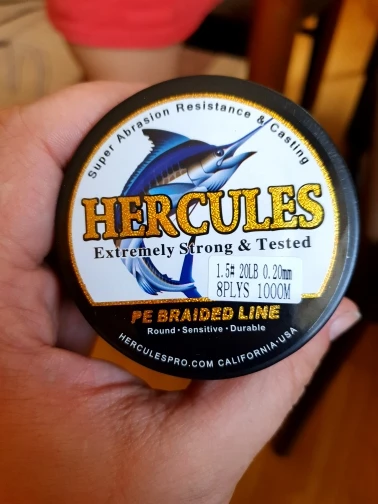 Super Abrasion Resistance & Casting
HERCULES
Extremely Strong & Tested
1.5# 20LB 0.20mm
8PLYS 1000M
PE BRAIDED LINE
Round · Sensitive · Durable
HERCULESPRO.COM CALIFORNIA · USA